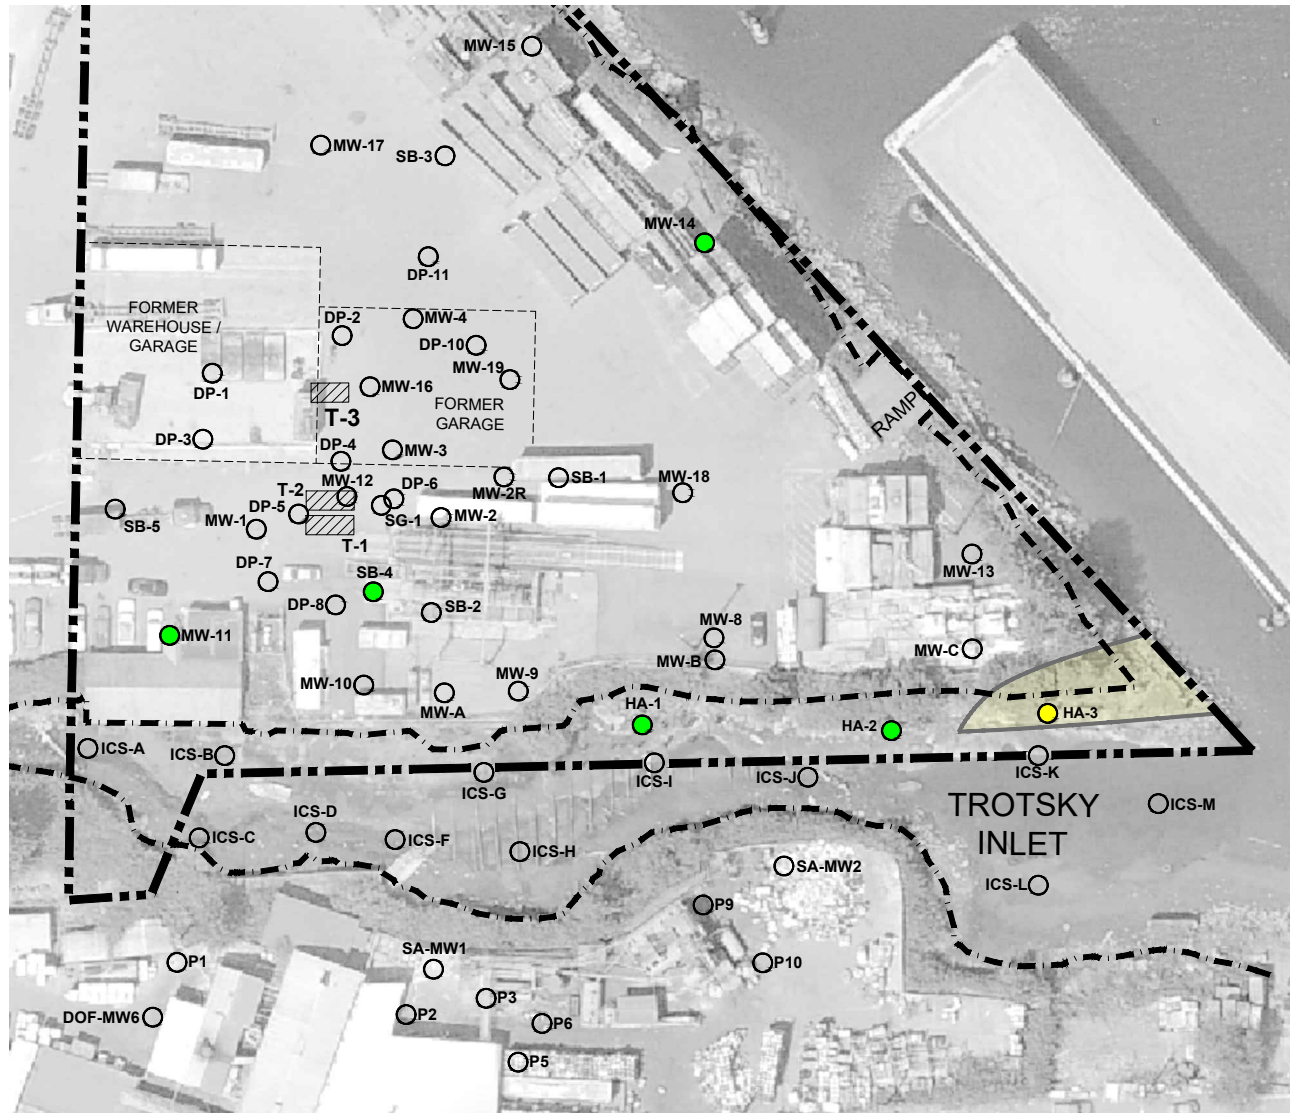 MW-15
MW-17
SB-3
MW-14
DP-11
FORMER
WAREHOUSE /
GARAGE
DP-2
MW-4
DP-10
MW-19
DP-1
MW-16
T-3
FORMER
GARAGE
RAMP
DP-3
DP-4
MW-3
MW-12
T-2
DP-6
MW-2R
SB-1
MW-18
SB-5
MW-1
DP-5
SG-1
MW-2
T-1
DP-7
SB-4
MW-13
DP-8
SB-2
MW-11
MW-8
MW-B
MW-C
MW-10
MW-A
MW-9
HA-1
HA-2
HA-3
ICS-A
ICS-B
ICS-G
ICS-I
ICS-J
ICS-K
TROTSKY
INLET
ICS-M
ICS-C
ICS-D
ICS-F
ICS-H
SA-MW2
ICS-L
P9
P1
SA-MW1
P10
DOF-MW6
P2
P3
P6
P5